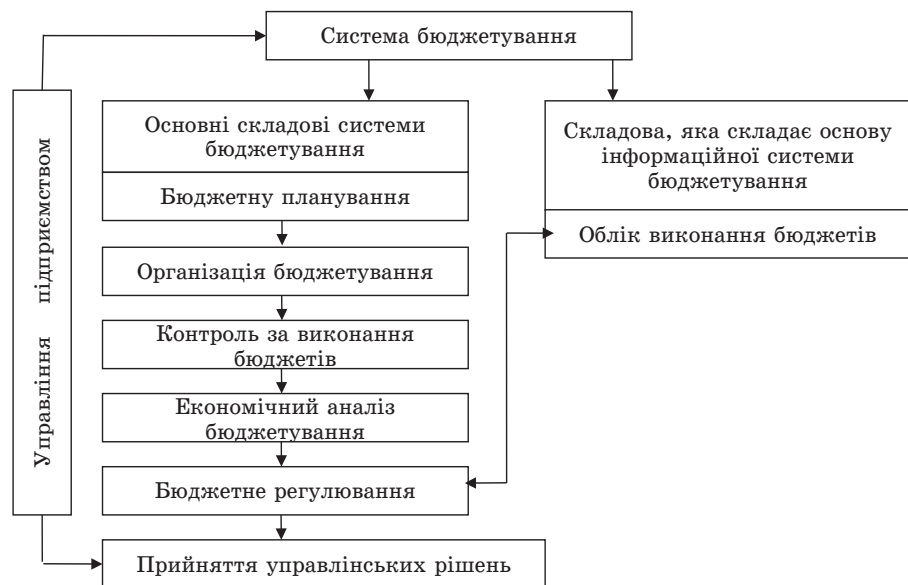 Система бюджетування
Управління підприємством
Основні складові системи
бюджетування
Бюджетну планування
Організація бюджетування
Контроль за виконання
бюджетів
Економічний аналіз
бюджетування
Бюджетне регулювання
Прийняття управлінських рішень
Складова, яка складає основу
інформаційної системи
бюджетування
Облік виконання бюджетів